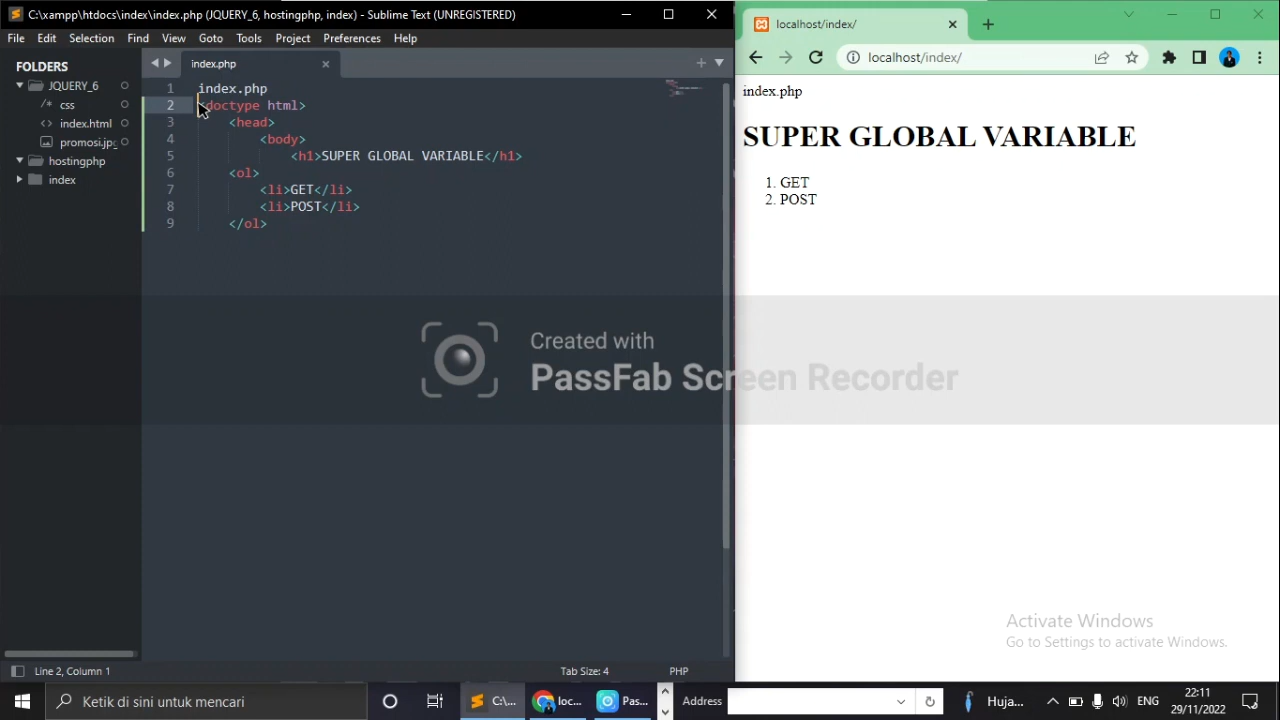 C:\xampp\htdocs\index\index.php (JQUERY_6, hostingphp, index) - Sublime Text (UNREGISTERED)
File Edit Selection Find View Goto Tools Project Preferences Help
FOLDERS
JQUERY_6
/* css
<> index.html
promosi.jpg
hostingphp
index
index.php
1 index.php
2 <doctype html>
3 <head>
4 <body>
5 <h1>SUPER GLOBAL VARIABLE</h1>
6 <ol>
7 <li>GET</li>
8 <li>POST</li>
9 </ol>
Line 2, Column 1
Tab Size: 4
PHP
localhost/index/
localhost/index/
index.php
SUPER GLOBAL VARIABLE
1. GET
2. POST
Created with
PassFab Screen Recorder
Activate Windows
Go to Settings to activate Windows.
Ketik di sini untuk mencari
C:\...
loc...
Pas...
Address
Huja...
ENG
22:11
29/11/2022